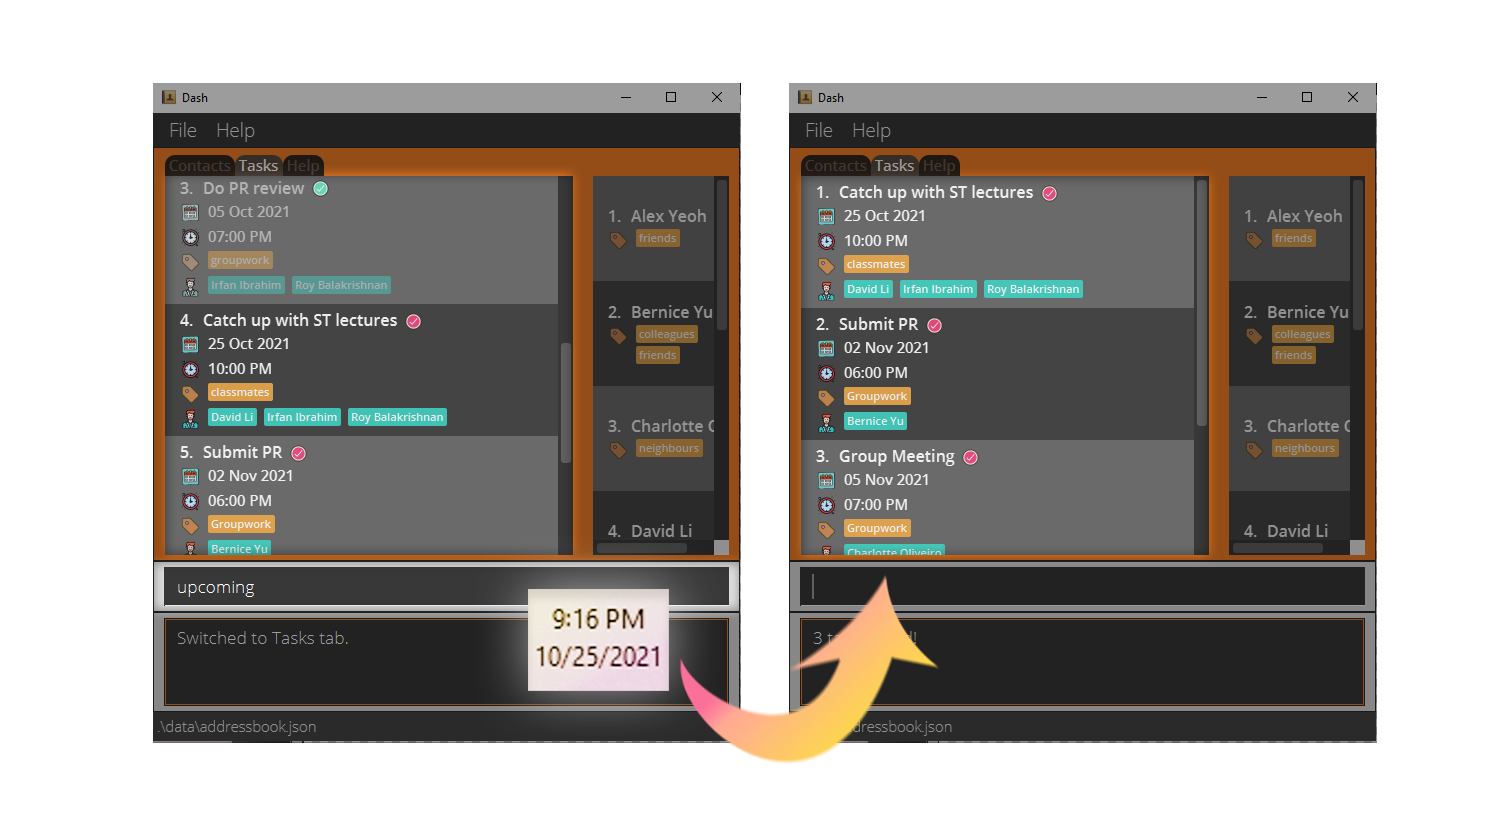 Dash
File Help
Contacts Tasks Help
3. Do PR review
05 Oct 2021
07:00 PM
groupwork
Irfan Ibrahim Roy Balakrishnan
4. Catch up with ST lectures
25 Oct 2021
10:00 PM
classmates
David Li Irfan Ibrahim Roy Balakrishnan
5. Submit PR
02 Nov 2021
06:00 PM
Groupwork
Bernice Yu
1. Alex Yeoh
friends
2. Bernice Yu
colleagues
friends
3. Charlotte
neighbours
4. David Li
upcoming
Switched to Tasks tab.
9:16 PM
10/25/2021
.\data\addressbook.json
Dash
File Help
Contacts Tasks Help
1. Catch up with ST lectures
25 Oct 2021
10:00 PM
classmates
David Li Irfan Ibrahim Roy Balakrishnan
2. Submit PR
02 Nov 2021
06:00 PM
Groupwork
Bernice Yu
3. Group Meeting
05 Nov 2021
07:00 PM
Groupwork
Charlotte Oliveiro
1. Alex Yeoh
friends
2. Bernice Yu
colleagues
friends
3. Charlotte
neighbours
4. David Li
3
dressbook.json